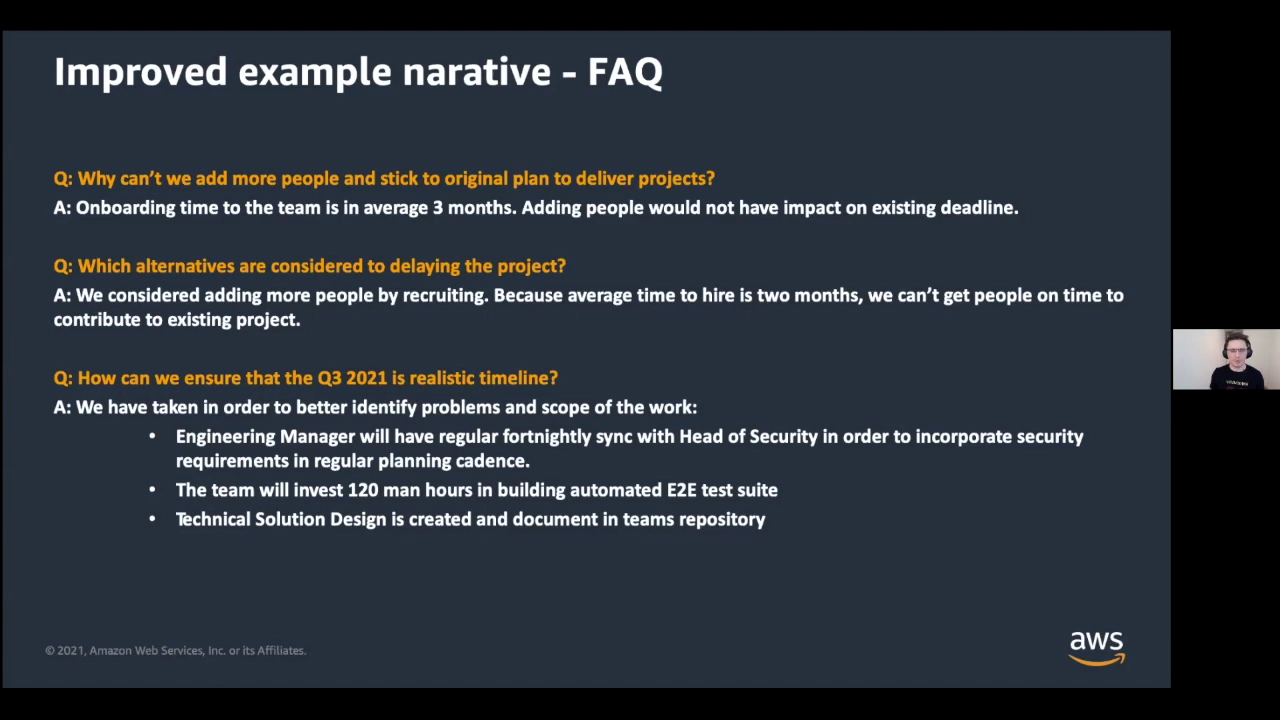 Improved example narative - FAQ
Q: Why can’t we add more people and stick to original plan to deliver projects?
A: Onboarding time to the team is in average 3 months. Adding people would not have impact on existing deadline.
Q: Which alternatives are considered to delaying the project?
A: We considered adding more people by recruiting. Because average time to hire is two months, we can’t get people on time to
contribute to existing project.
Q: How can we ensure that the Q3 2021 is realistic timeline?
A: We have taken in order to better identify problems and scope of the work:
• Engineering Manager will have regular fortnightly sync with Head of Security in order to incorporate security
requirements in regular planning cadence.
• The team will invest 120 man hours in building automated E2E test suite
• Technical Solution Design is created and document in teams repository
© 2021, Amazon Web Services, Inc. or its Affiliates.
aws